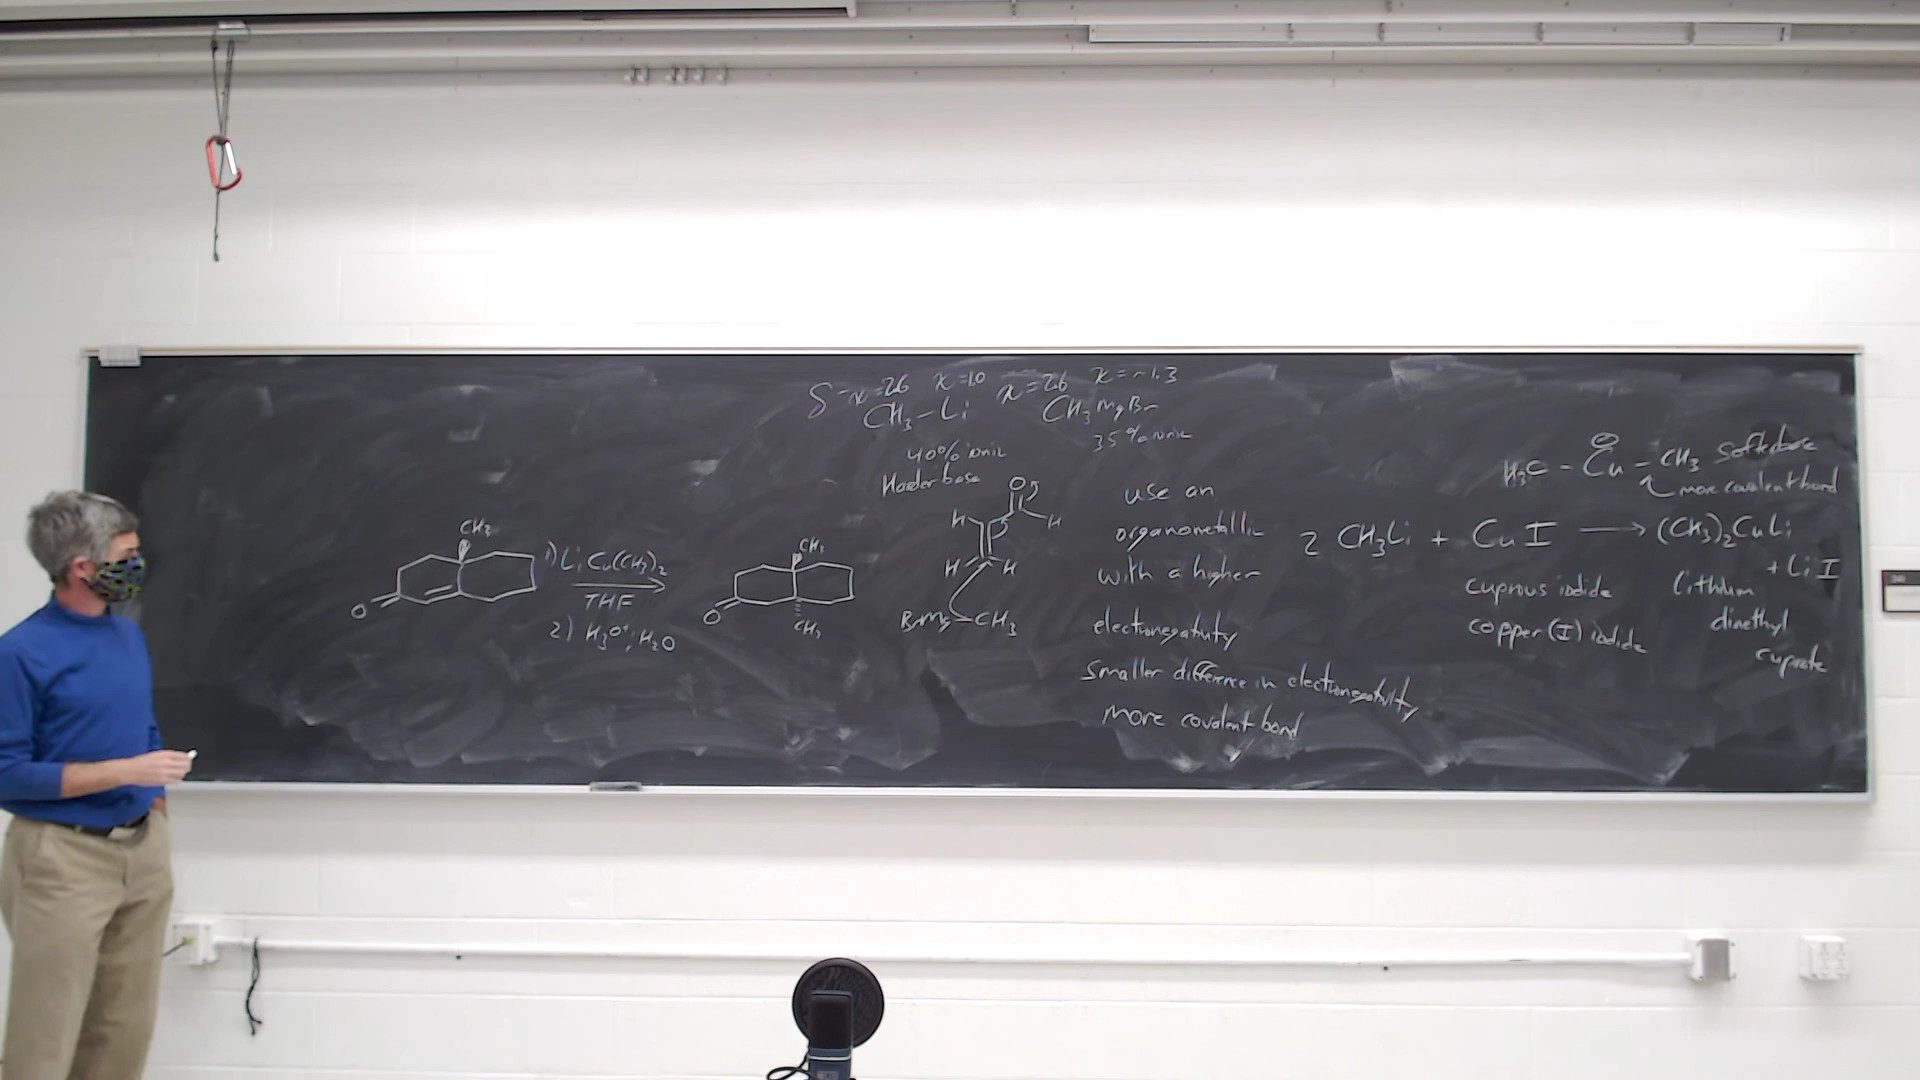 CH₃
O
1) LiCu(CH₃)₂
THF
2) H₃O⁺, H₂O
CH₃
O
CH₃
δ⁻ x=2.6 x=1.0 x=2.6 x=~1.3
CH₃-Li CH₃MgBr
40% ionic 35% ionic
Harder base
O
H H
H H
BrMg-CH₃
use an
organometallic
with a higher
electronegativity
smaller difference in electronegativity
more covalent bond
⊖
H₃C - Cu - CH₃ softer base
more covalent bond
2 CH₃Li + CuI ⟶ (CH₃)₂CuLi
+ LiI
cuprous iodide
copper(I) iodide
lithium
dimethyl
cuprate